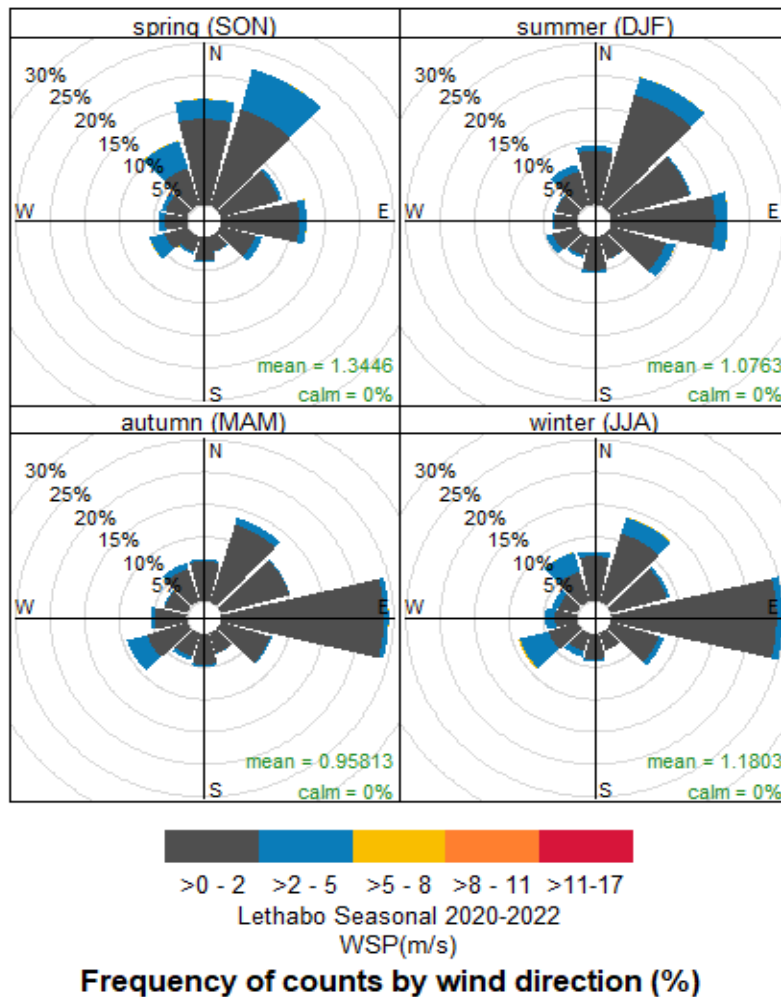 spring (SON)
N
30%
25%
20%
15%
10%
5%
W
E
mean = 1.3446
S
calm = 0%
summer (DJF)
N
30%
25%
20%
15%
10%
5%
W
E
mean = 1.0763
S
calm = 0%
autumn (MAM)
N
30%
25%
20%
15%
10%
5%
W
E
mean = 0.95813
S
calm = 0%
winter (JJA)
N
30%
25%
20%
15%
10%
5%
W
E
mean = 1.1803
S
calm = 0%
>0 - 2 >2 - 5 >5 - 8 >8 - 11 >11-17
Lethabo Seasonal 2020-2022
WSP(m/s)
Frequency of counts by wind direction (%)